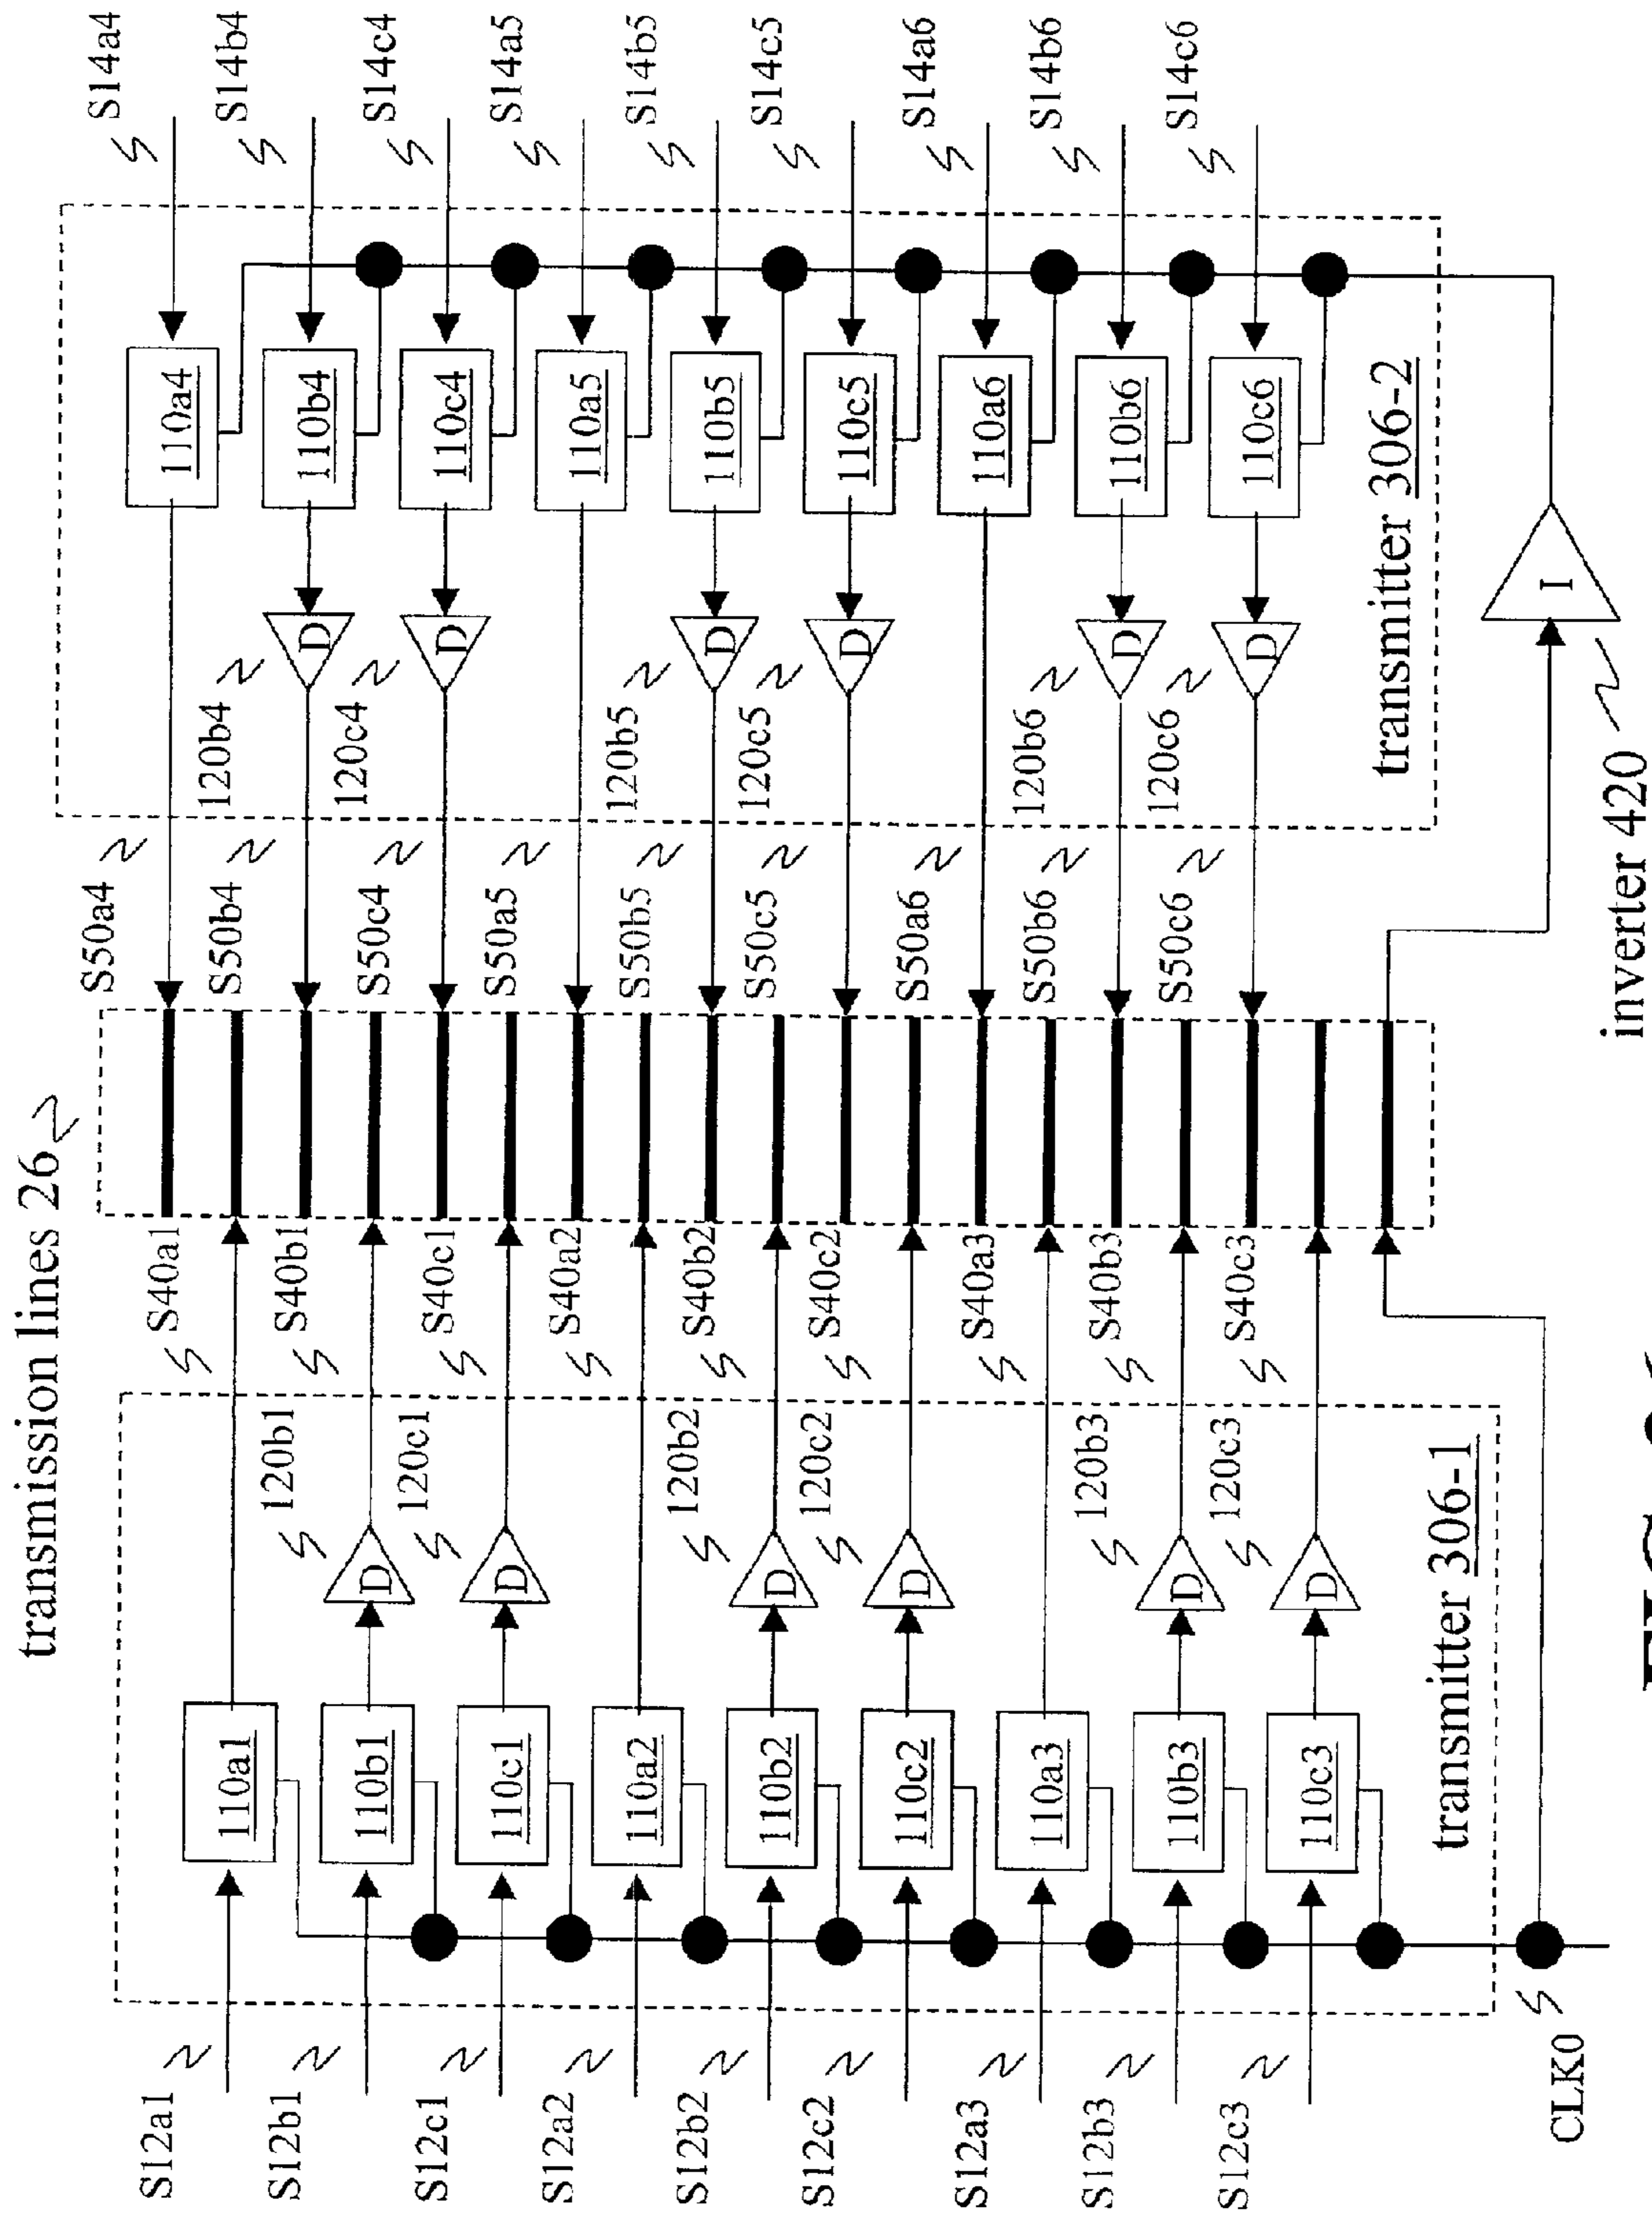 transmission lines 26
S14a4
S14b4
S14c4
S14a5
S14b5
S14c5
S14a6
S14b6
S14c6
110a4
110b4
110c4
110a5
110b5
110c5
110a6
110b6
110c6
D
D
D
D
D
D
120b4
120c4
120b5
120c5
120b6
120c6
transmitter 306-2
S50a4
S50b4
S50c4
S50a5
S50b5
S50c5
S50a6
S50b6
S50c6
I
inverter 420
S40a1
S40b1
S40c1
S40a2
S40b2
S40c2
S40a3
S40b3
S40c3
120b1
120c1
120b2
120c2
120b3
120c3
D
D
D
D
D
D
110a1
110b1
110c1
110a2
110b2
110c2
110a3
110b3
110c3
transmitter 306-1
S12a1
S12b1
S12c1
S12a2
S12b2
S12c2
S12a3
S12b3
S12c3
CLK0